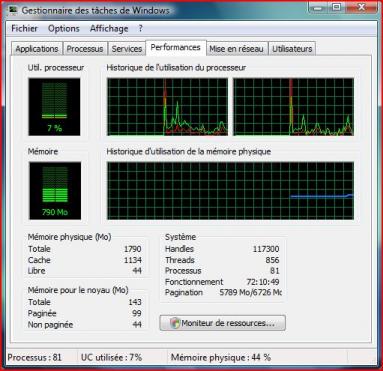 Gestionnaire des tâches de Windows
Fichier Options Affichage ?
Applications Processus Services Performances Mise en réseau Utilisateurs
Util. processeur Historique de l'utilisation du processeur
7 %
Mémoire Historique d'utilisation de la mémoire physique
790 Mo
Mémoire physique (Mo)
Totale 1790
Cache 1134
Libre 44
Mémoire pour le noyau (Mo)
Totale 143
Paginée 99
Non paginée 44
Système
Handles 117300
Threads 856
Processus 81
Fonctionnement 72:10:49
Pagination 5789 Mo/6726 Mo
Moniteur de ressources...
Processus : 81 UC utilisée : 7% Mémoire physique : 44 %